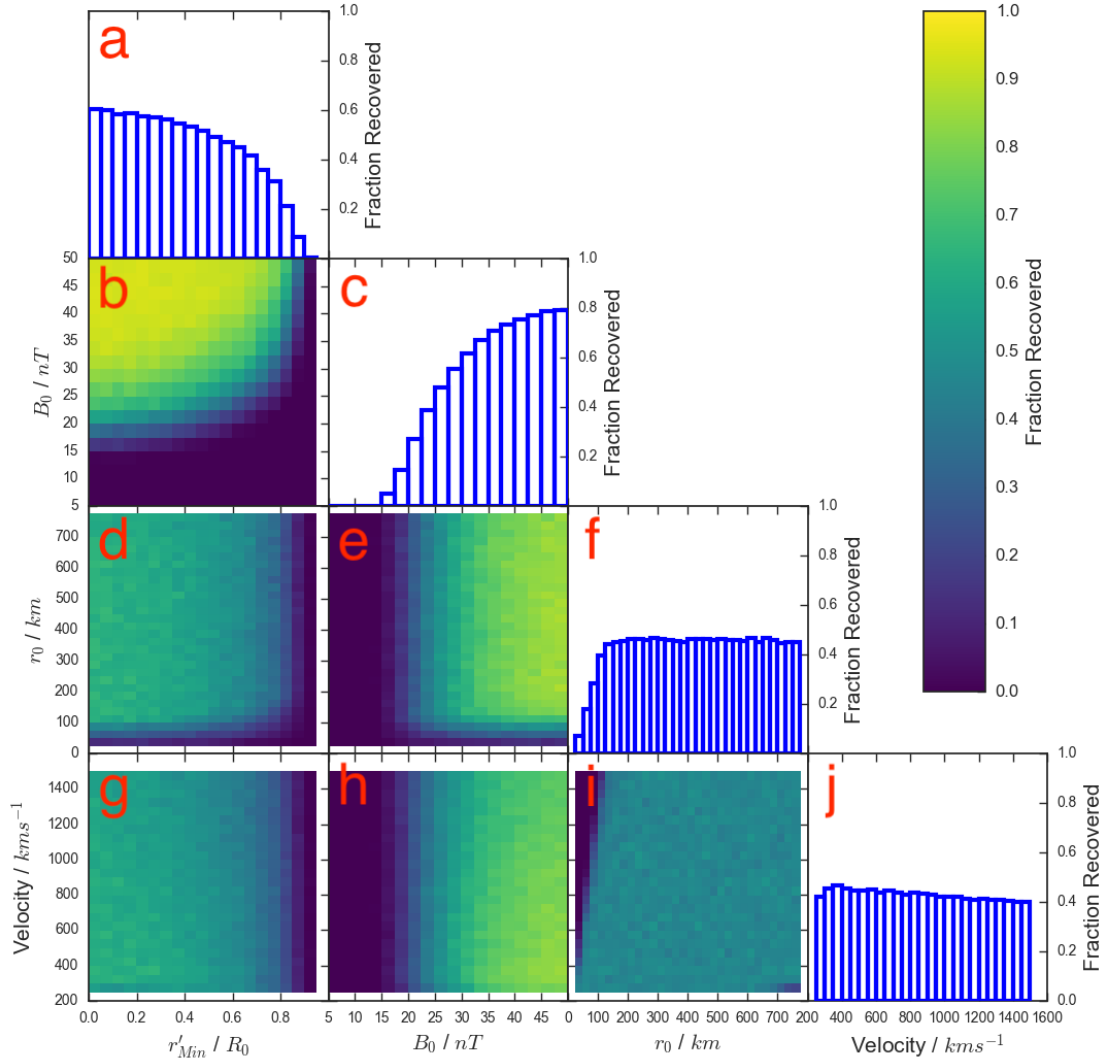 a
1.0
0.8
0.6
0.4
0.2
Fraction Recovered
b
50
45
40
35
30
25
20
15
10
5
B₀ / nT
c
1.0
0.8
0.6
0.4
0.2
Fraction Recovered
1.0
0.9
0.8
0.7
0.6
0.5
0.4
0.3
0.2
0.1
0.0
Fraction Recovered
d
700
600
500
400
300
200
100
0
r₀ / km
e
f
1.0
0.8
0.6
0.4
0.2
Fraction Recovered
g
1400
1200
1000
800
600
400
200
Velocity / kms⁻¹
h
i
j
1.0
0.8
0.6
0.4
0.2
0.0
Fraction Recovered
0.0 0.2 0.4 0.6 0.8
5 10 15 20 25 30 35 40 45
0 100 200 300 400 500 600 700
200 400 600 800 1000 1200 1400 1600
r′Min / R₀
B₀ / nT
r₀ / km
Velocity / kms⁻¹